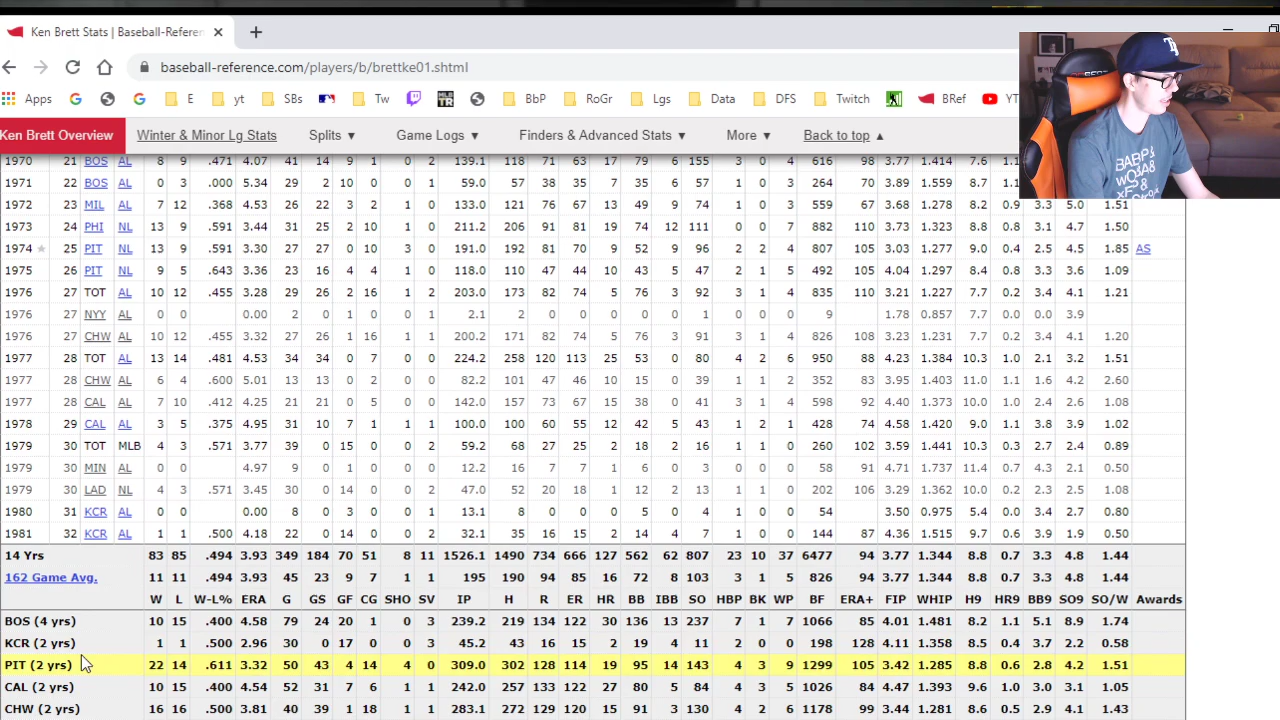 Ken Brett Stats | Baseball-Referen
baseball-reference.com/players/b/brettke01.shtml
Apps E yt SBs Tw BbP RoGr Lgs Data DFS Twitch BRef YT
Ken Brett Overview Winter & Minor Lg Stats Splits ▼ Game Logs ▼ Finders & Advanced Stats ▼ More ▼ Back to top ▲
1970 21 BOS AL 8 9 .471 4.07 41 14 9 1 0 2 139.1 118 71 63 17 79 6 155 3 0 4 616 98 3.77 1.414 7.6
1971 22 BOS AL 0 3 .000 5.34 29 2 10 0 0 1 59.0 57 38 35 7 35 6 57 1 0 3 264 70 3.89 1.559 8.7
1972 23 MIL AL 7 12 .368 4.53 26 22 2 2 1 0 133.0 121 76 67 13 49 9 74 1 3 0 559 67 3.68 1.278 8.2 0.9 3.3 5.0 1.51
1973 24 PHI NL 13 9 .591 3.44 31 25 2 10 1 0 211.2 206 91 81 19 74 12 111 0 0 7 882 110 3.73 1.323 8.8 0.8 3.1 4.7 1.50
1974 25 PIT NL 13 9 .591 3.30 27 27 0 10 3 0 191.0 192 81 70 9 52 9 96 2 2 4 807 105 3.03 1.277 9.0 0.4 2.5 4.5 1.85 AS
1975 26 PIT NL 9 5 .643 3.36 23 16 4 4 1 0 118.0 110 47 44 10 43 5 47 2 1 5 492 105 4.04 1.297 8.4 0.8 3.3 3.6 1.09
1976 27 TOT AL 10 12 .455 3.28 29 26 2 16 1 2 203.0 173 82 74 5 76 3 92 3 1 4 835 110 3.21 1.227 7.7 0.2 3.4 4.1 1.21
1976 27 NYY AL 0 0 0.00 2 0 1 0 0 1 2.1 2 0 0 0 0 0 1 0 0 0 9 1.78 0.857 7.7 0.0 0.0 3.9
1976 27 CHW AL 10 12 .455 3.32 27 26 1 16 1 1 200.2 171 82 74 5 76 3 91 3 1 4 826 108 3.23 1.231 7.7 0.2 3.4 4.1 1.20
1977 28 TOT AL 13 14 .481 4.53 34 34 0 7 0 0 224.2 258 120 113 25 53 0 80 4 2 6 950 88 4.23 1.384 10.3 1.0 2.1 3.2 1.51
1977 28 CHW AL 6 4 .600 5.01 13 13 0 2 0 0 82.2 101 47 46 10 15 0 39 1 1 2 352 83 3.95 1.403 11.0 1.1 1.6 4.2 2.60
1977 28 CAL AL 7 10 .412 4.25 21 21 0 5 0 0 142.0 157 73 67 15 38 0 41 3 1 4 598 92 4.40 1.373 10.0 1.0 2.4 2.6 1.08
1978 29 CAL AL 3 5 .375 4.95 31 10 7 1 1 1 100.0 100 60 55 12 42 5 43 1 2 1 428 74 4.58 1.420 9.0 1.1 3.8 3.9 1.02
1979 30 TOT MLB 4 3 .571 3.77 39 0 15 0 0 2 59.2 68 27 25 2 18 2 16 1 1 0 260 102 3.59 1.441 10.3 0.3 2.7 2.4 0.89
1979 30 MIN AL 0 0 4.97 9 0 1 0 0 0 12.2 16 7 7 1 6 0 3 0 0 0 58 91 4.71 1.737 11.4 0.7 4.3 2.1 0.50
1979 30 LAD NL 4 3 .571 3.45 30 0 14 0 0 2 47.0 52 20 18 1 12 2 13 1 1 0 202 106 3.29 1.362 10.0 0.2 2.3 2.5 1.08
1980 31 KCR AL 0 0 0.00 8 0 3 0 0 1 13.1 8 0 0 0 5 0 4 1 0 0 54 3.50 0.975 5.4 0.0 3.4 2.7 0.80
1981 32 KCR AL 1 1 .500 4.18 22 0 14 0 0 2 32.1 35 16 15 2 14 4 7 1 0 0 144 87 4.36 1.515 9.7 0.6 3.9 1.9 0.50
14 Yrs 83 85 .494 3.93 349 184 70 51 8 11 1526.1 1490 734 666 127 562 62 807 23 10 37 6477 94 3.77 1.344 8.8 0.7 3.3 4.8 1.44
162 Game Avg. 11 11 .494 3.93 45 23 9 7 1 1 195 190 94 85 16 72 8 103 3 1 5 826 94 3.77 1.344 8.8 0.7 3.3 4.8 1.44
W L W-L% ERA G GS GF CG SHO SV IP H R ER HR BB IBB SO HBP BK WP BF ERA+ FIP WHIP H9 HR9 BB9 SO9 SO/W Awards
BOS (4 yrs) 10 15 .400 4.58 79 24 20 1 0 3 239.2 219 134 122 30 136 13 237 7 1 7 1066 85 4.01 1.481 8.2 1.1 5.1 8.9 1.74
KCR (2 yrs) 1 1 .500 2.96 30 0 17 0 0 3 45.2 43 16 15 2 19 4 11 2 0 0 198 128 4.11 1.358 8.5 0.4 3.7 2.2 0.58
PIT (2 yrs) 22 14 .611 3.32 50 43 4 14 4 0 309.0 302 128 114 19 95 14 143 4 3 9 1299 105 3.42 1.285 8.8 0.6 2.8 4.2 1.51
CAL (2 yrs) 10 15 .400 4.54 52 31 7 6 1 1 242.0 257 133 122 27 80 5 84 4 3 5 1026 84 4.47 1.393 9.6 1.0 3.0 3.1 1.05
CHW (2 yrs) 16 16 .500 3.81 40 39 1 18 1 1 283.1 272 129 120 15 91 3 130 4 2 6 1178 99 3.44 1.281 8.6 0.5 2.9 4.1 1.43